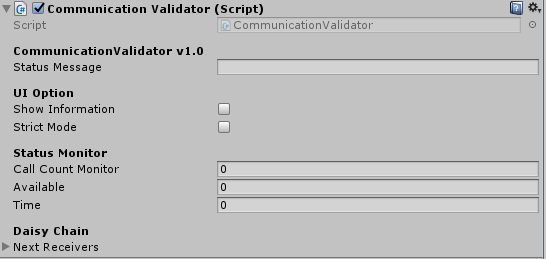 Communication Validator (Script)
Script CommunicationValidator
CommunicationValidator v1.0
Status Message
UI Option
Show Information
Strict Mode
Status Monitor
Call Count Monitor 0
Available 0
Time 0
Daisy Chain
Next Receivers